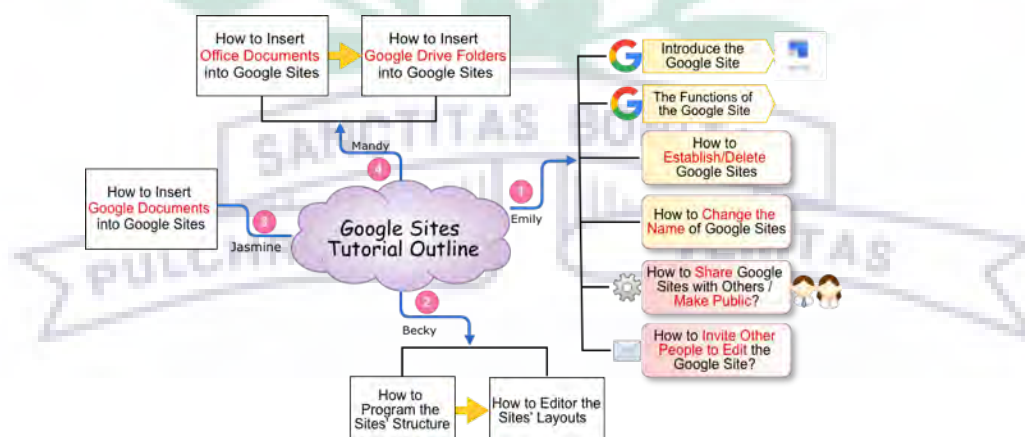 How to Insert
Office Documents
into Google Sites
How to Insert
Google Drive Folders
into Google Sites
Introduce the
Google Site
The Functions of
the Google Site
SANCTITAS BON
Mandy
4
How to
Establish/Delete
Google Sites
1
Emily
How to Insert
Google Documents
into Google Sites
3
Jasmine
Google Sites
Tutorial Outline
How to Change the
Name of Google Sites
PULC
ITAS
How to Share Google
Sites with Others /
Make Public?
2
Becky
How to Invite Other
People to Edit the
Google Site?
How to
Program the
Sites' Structure
How to Editor the
Sites' Layouts